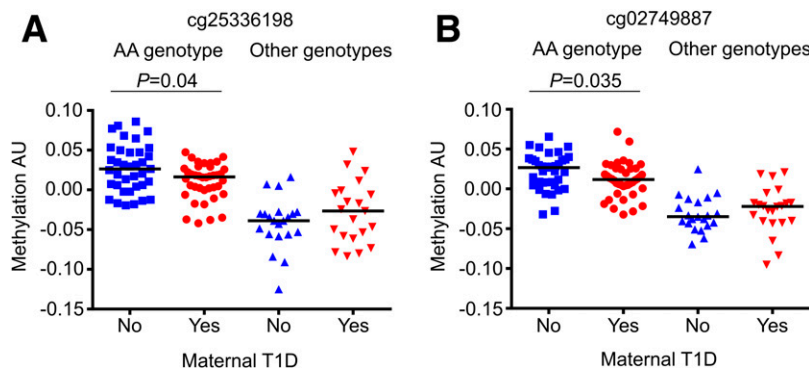 A
cg25336198
AA genotype Other genotypes
P=0.04
Methylation AU
0.10
0.05
0.00
-0.05
-0.10
-0.15
No Yes No Yes
Maternal T1D
B
cg02749887
AA genotype Other genotypes
P=0.035
Methylation AU
0.10
0.05
0.00
-0.05
-0.10
-0.15
No Yes No Yes
Maternal T1D